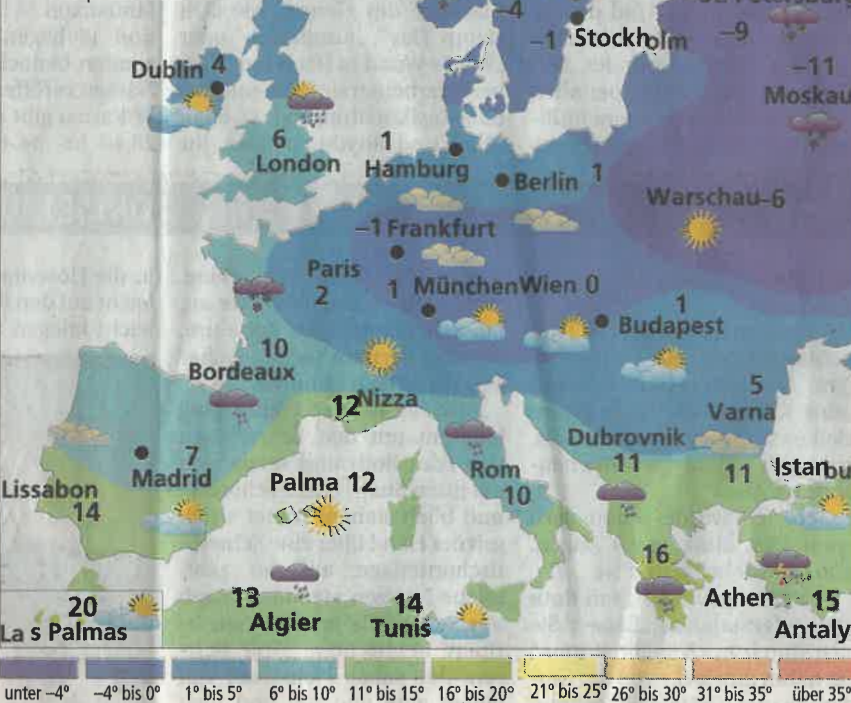 –4
–1 Stockholm
–9
–11
Moskau
Dublin 4
6
London
1
Hamburg
Berlin 1
Warschau–6
–1 Frankfurt
Paris
2
1 München
Wien 0
1
Budapest
10
Bordeaux
12 Nizza
5
Varna
Dubrovnik
11
7
Madrid
Palma 12
Rom
10
11 Istanbu
Lissabon
14
16
Athen
15
Antaly
20
Las Palmas
13
Algier
14
Tunis
unter –4° –4° bis 0° 1° bis 5° 6° bis 10° 11° bis 15° 16° bis 20° 21° bis 25° 26° bis 30° 31° bis 35° über 35°